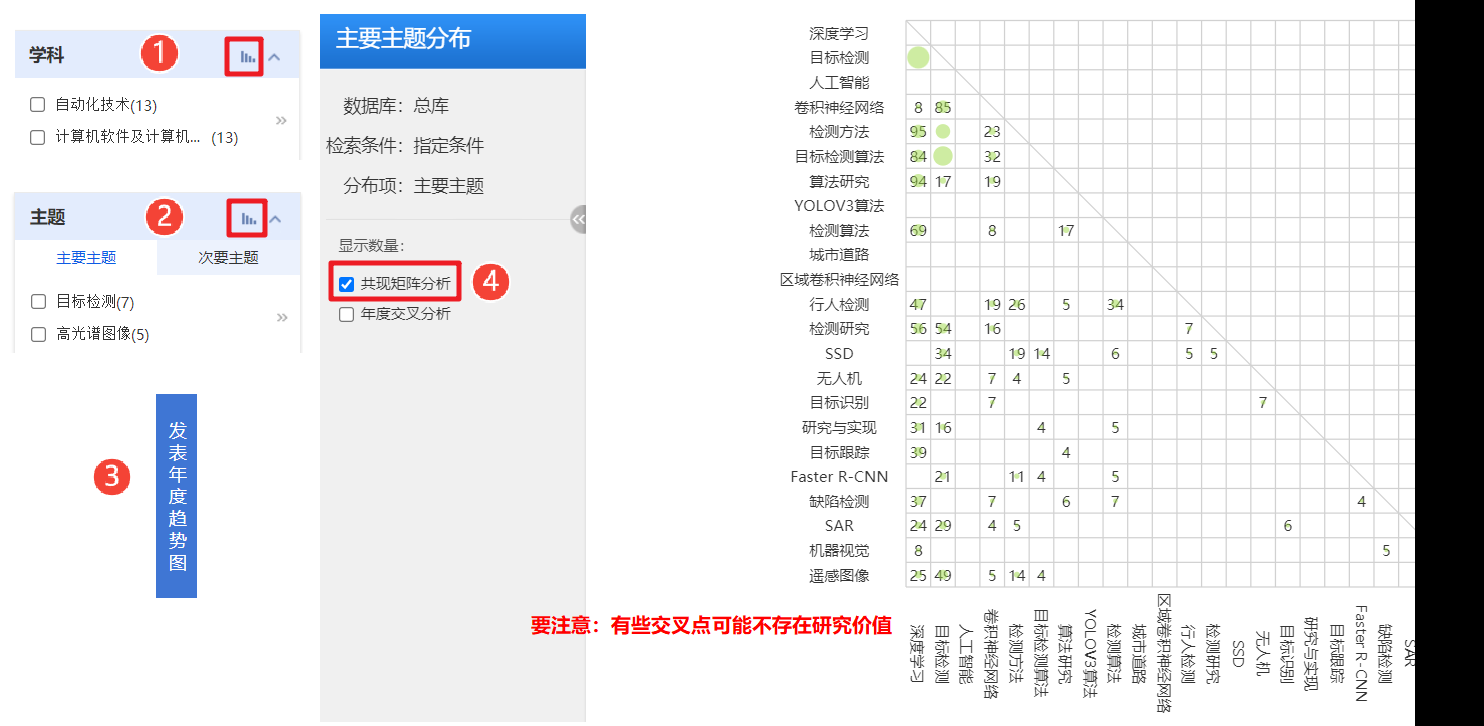 学科
1
自动化技术(13)
计算机软件及计算机... (13)
»
主题
2
主要主题
次要主题
目标检测(7)
高光谱图像(5)
»
3
发表年度趋势图
主要主题分布
数据库：总库
检索条件：指定条件
分布项：主要主题
«
显示数量：
共现矩阵分析
4
年度交叉分析
要注意：有些交叉点可能不存在研究价值
深度学习
目标检测
人工智能
卷积神经网络 8 85
检测方法 95 23
目标检测算法 84 32
算法研究 94 17 19
YOLOV3算法
检测算法 69 8 17
城市道路
区域卷积神经网络
行人检测 47 19 26 5 34
检测研究 56 54 16 7
SSD 34 19 14 6 5 5
无人机 24 22 7 4 5
目标识别 22 7 7
研究与实现 31 16 4 5
目标跟踪 39 4
Faster R-CNN 21 11 4 5
缺陷检测 37 7 6 7 4
SAR 24 29 4 5 6
机器视觉 8 5
遥感图像 25 49 5 14 4
深度学习
目标检测
人工智能
卷积神经网络
检测方法
目标检测算法
算法研究
YOLOV3算法
检测算法
城市道路
区域卷积神经网络
行人检测
检测研究
SSD
无人机
目标识别
研究与实现
目标跟踪
Faster R-CNN
缺陷检测
SAR